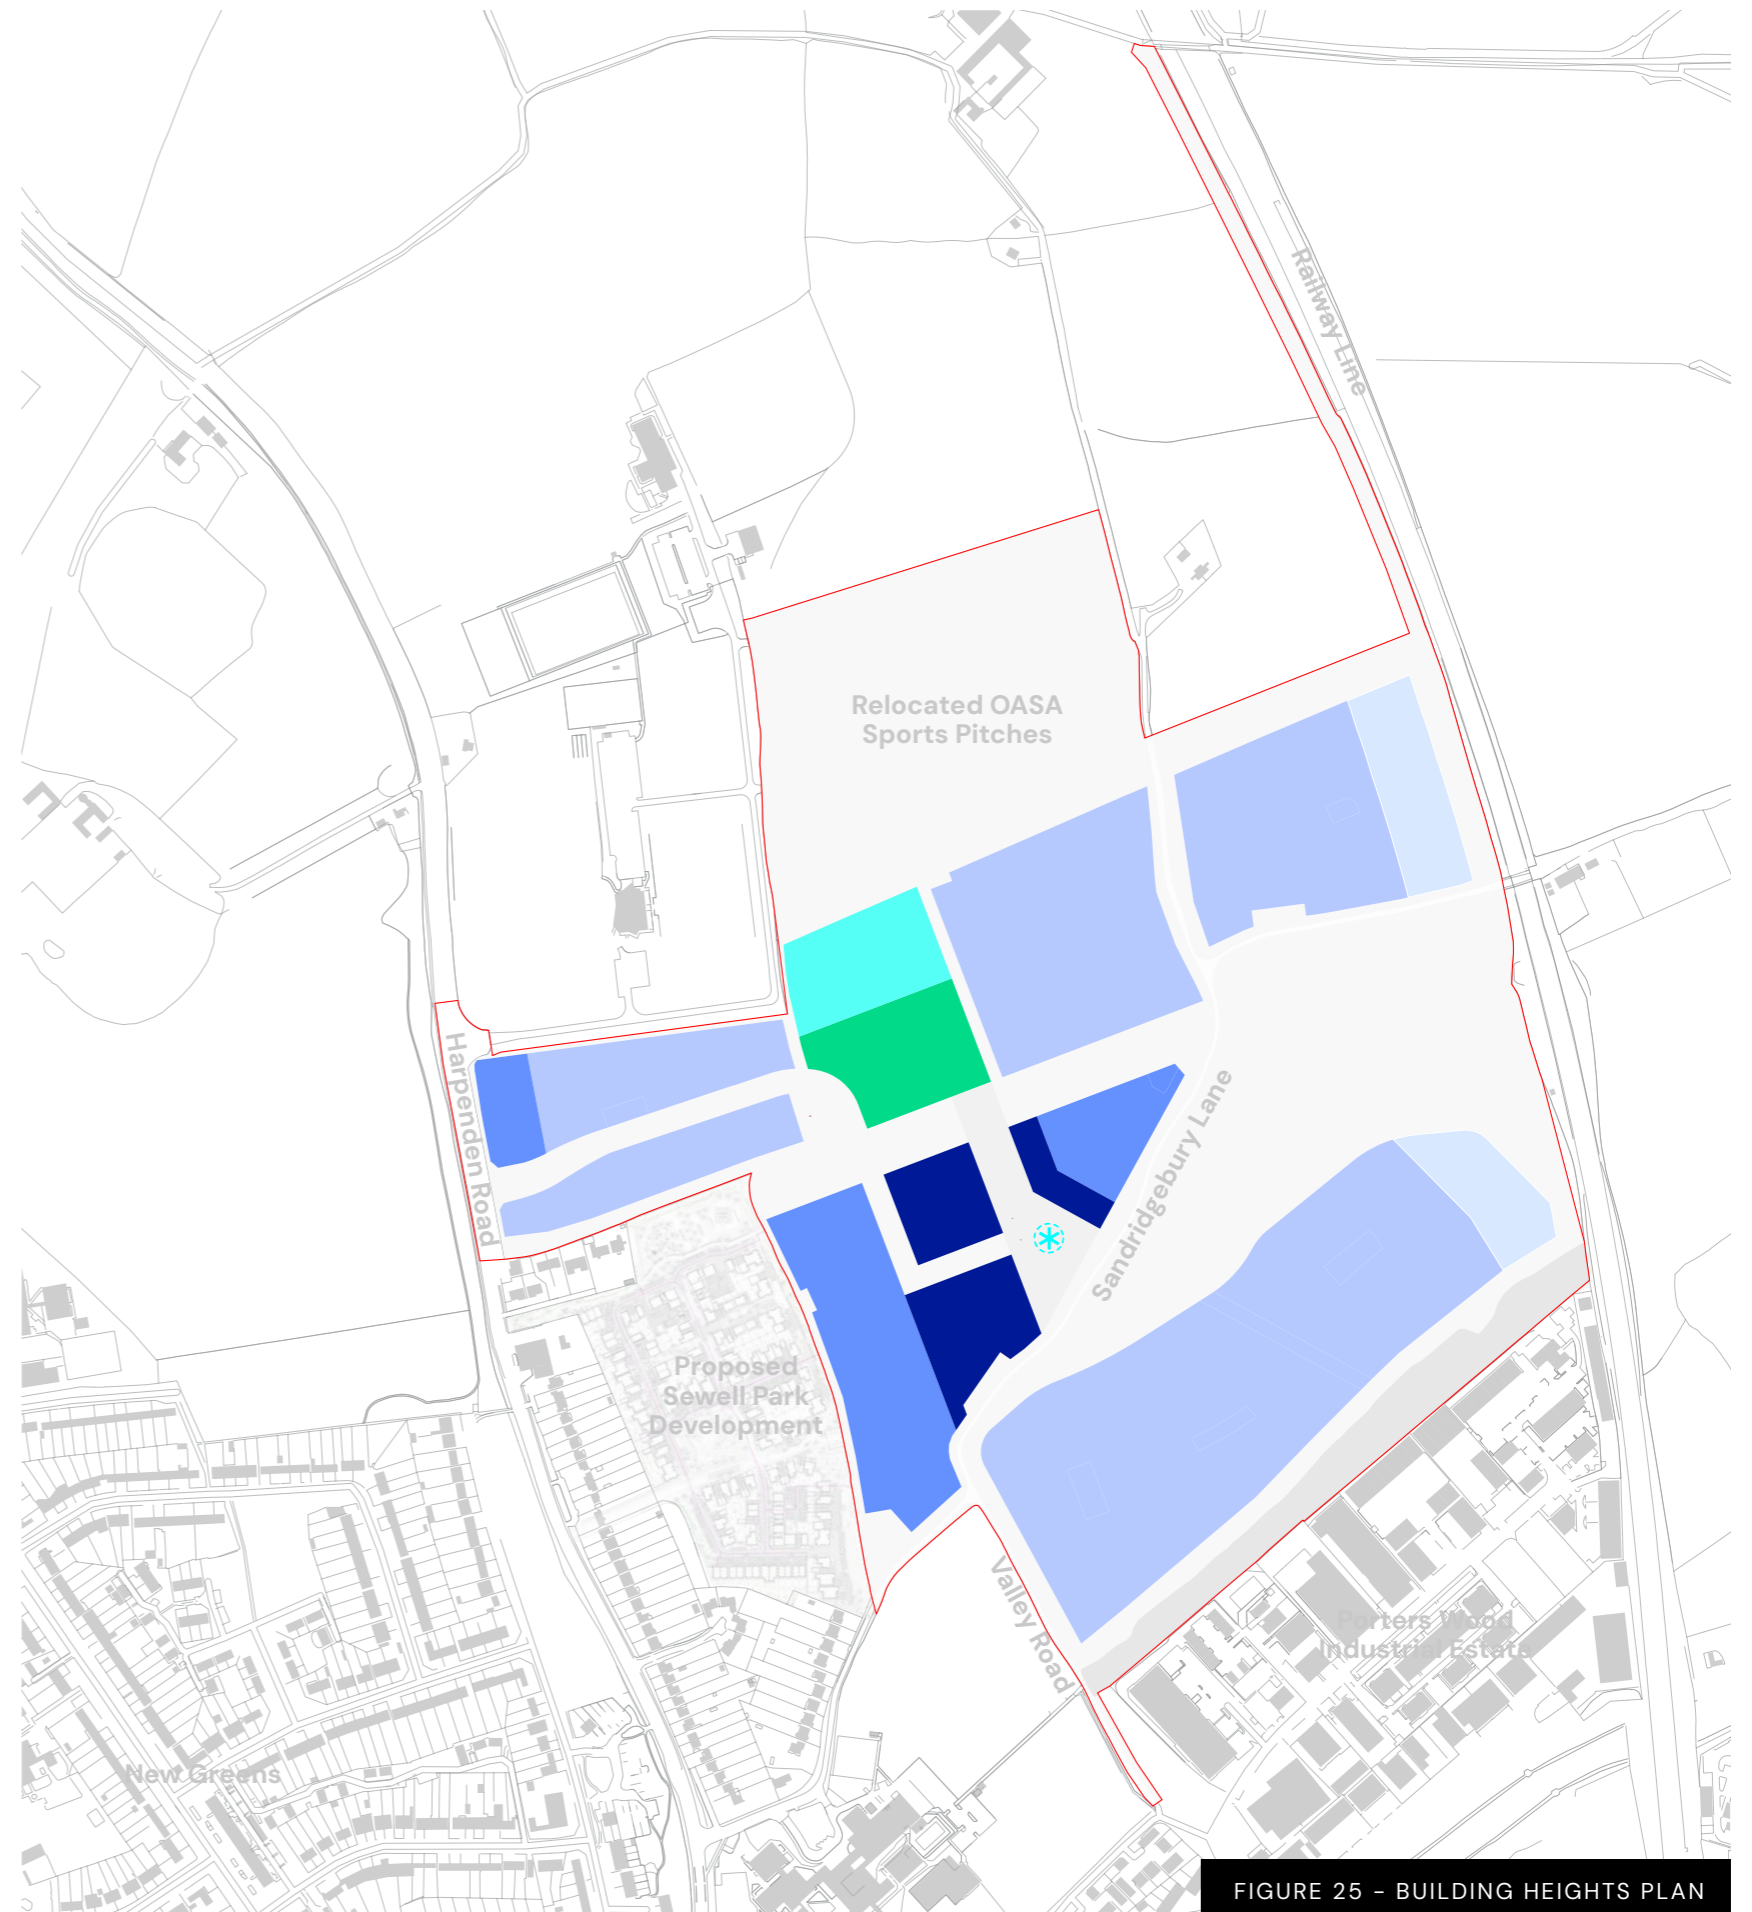 Railway Line
Relocated OASA
Sports Pitches
Harpenden Road
Sandridgebury Lane
Proposed
Sewell Park
Development
Valley Road
Porters Wood
Industrial Estate
New Greens
FIGURE 25 - BUILDING HEIGHTS PLAN